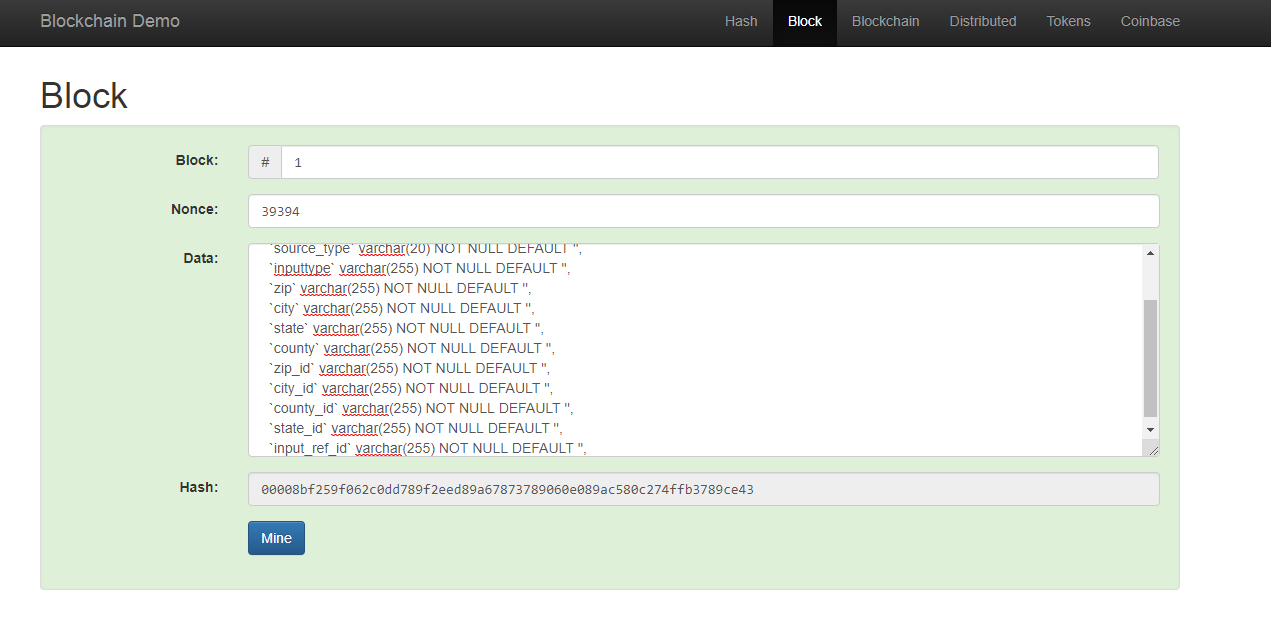 Blockchain Demo
Hash Block Blockchain Distributed Tokens Coinbase
Block
Block: # 1
Nonce: 39394
Data:
`source_type` varchar(20) NOT NULL DEFAULT '',
`inputtype` varchar(255) NOT NULL DEFAULT '',
`zip` varchar(255) NOT NULL DEFAULT '',
`city` varchar(255) NOT NULL DEFAULT '',
`state` varchar(255) NOT NULL DEFAULT '',
`county` varchar(255) NOT NULL DEFAULT '',
`zip_id` varchar(255) NOT NULL DEFAULT '',
`city_id` varchar(255) NOT NULL DEFAULT '',
`county_id` varchar(255) NOT NULL DEFAULT '',
`state_id` varchar(255) NOT NULL DEFAULT '',
`input_ref_id` varchar(255) NOT NULL DEFAULT '',
Hash: 00008bf259f062c0dd789f2eed89a67873789060e089ac580c274ffb3789ce43
Mine